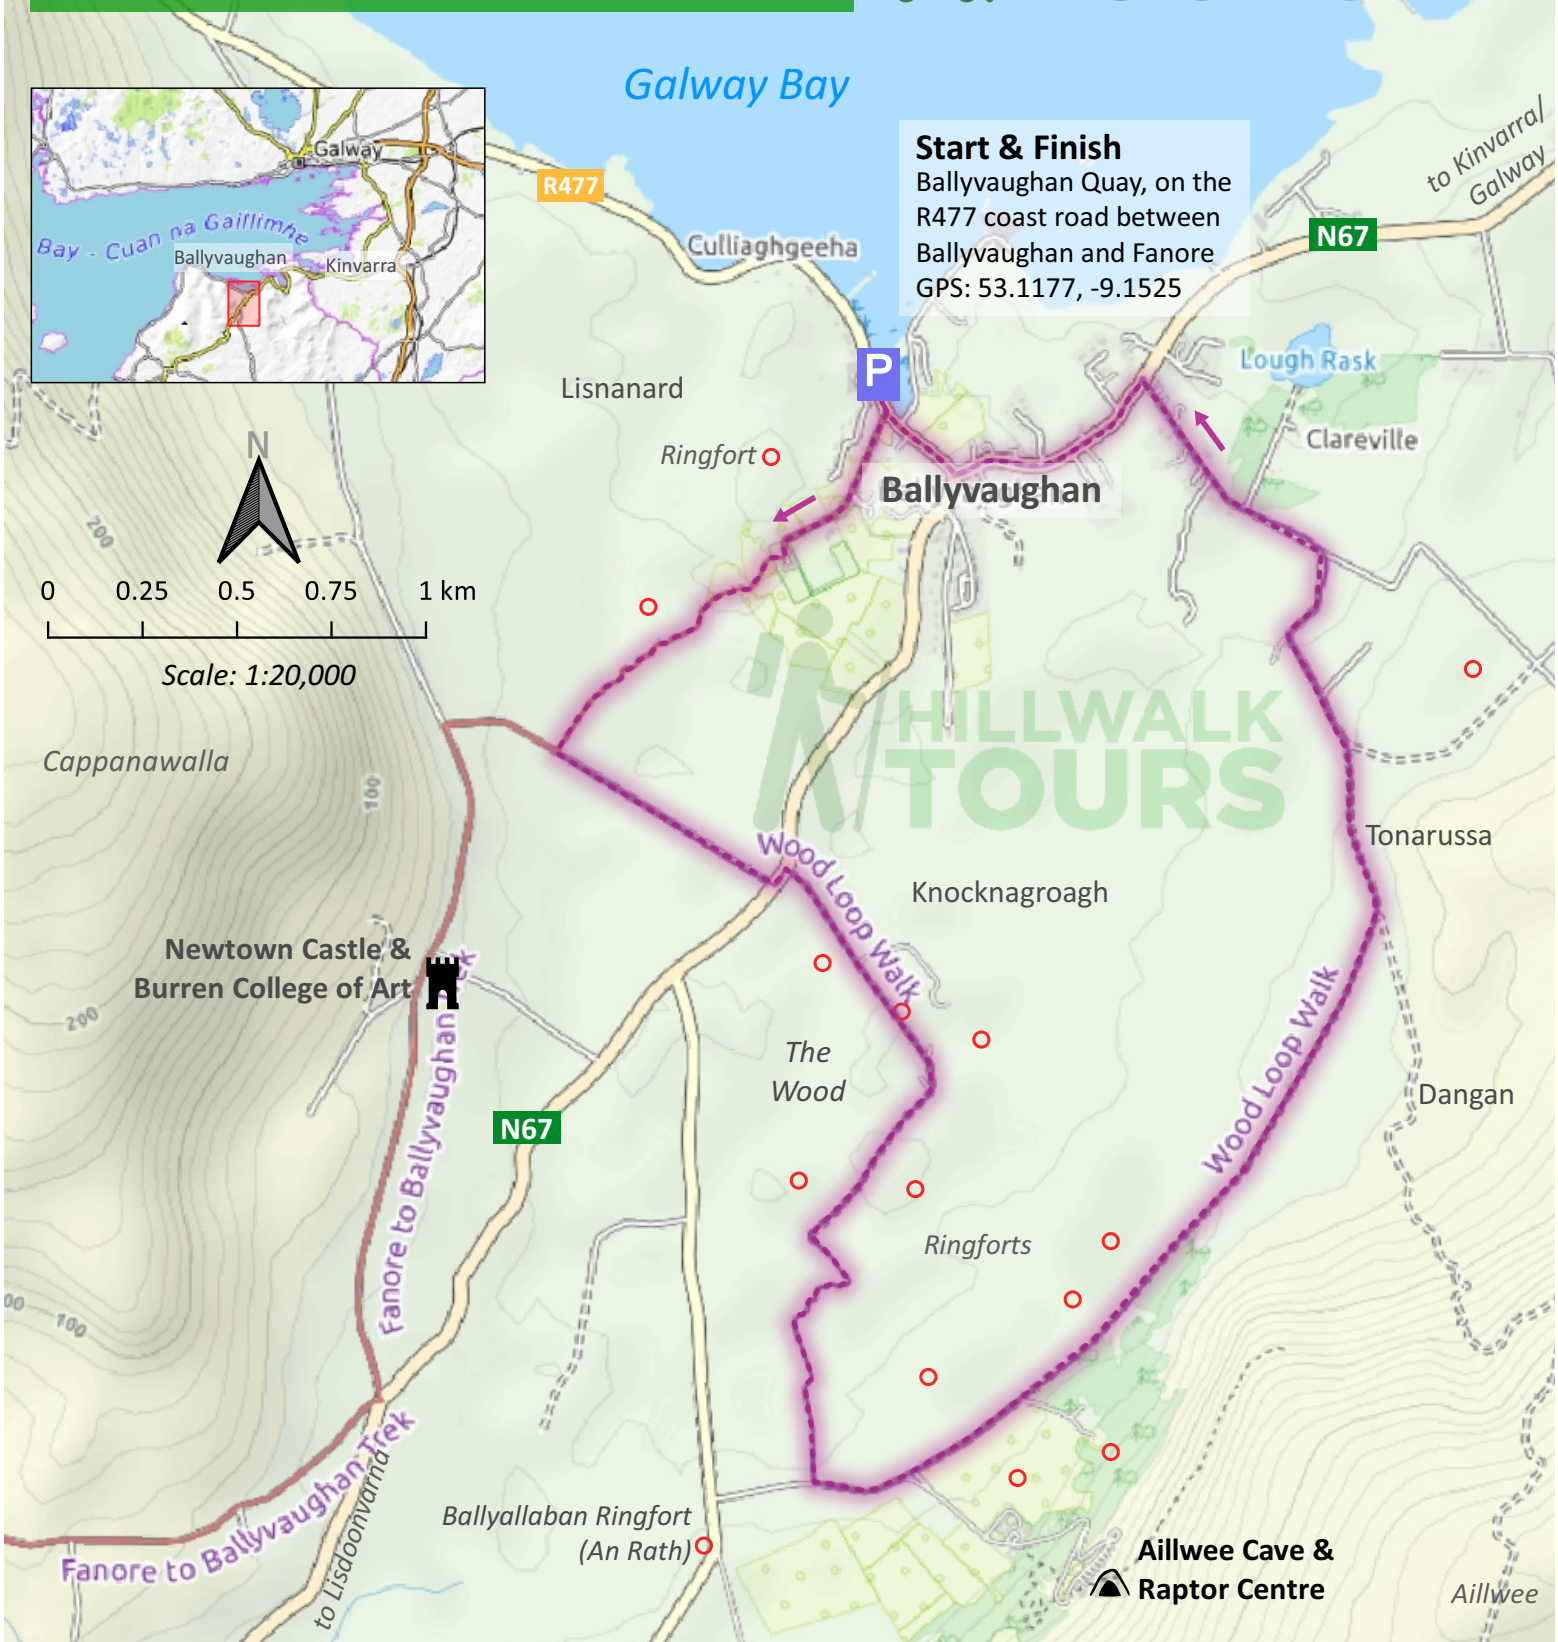 Galway Bay
Galway
Bay - Cuan na Gaillimhe
Ballyvaughan
Kinvarra
Start & Finish
Ballyvaughan Quay, on the
R477 coast road between
Ballyvaughan and Fanore
GPS: 53.1177, -9.1525
to Kinvarra/
Galway
R477
N67
Culliaghgeeha
P
Lough Rask
Lisnanard
Clareville
Ringfort
N
Ballyvaughan
200
0 0.25 0.5 0.75 1 km
Scale: 1:20,000
HILLWALK
TOURS
Cappanawalla
100
Tonarussa
Wood Loop Walk
Knocknagroagh
Newtown Castle &
Burren College of Art
200
The
Wood
Wood Loop Walk
Dangan
N67
Fanore to Ballyvaughan
Ringforts
100
Fanore to Ballyvaughan Trek
to Lisdoonvarna
Ballyallaban Ringfort
(An Rath)
Aillwee Cave &
Raptor Centre
Aillwee